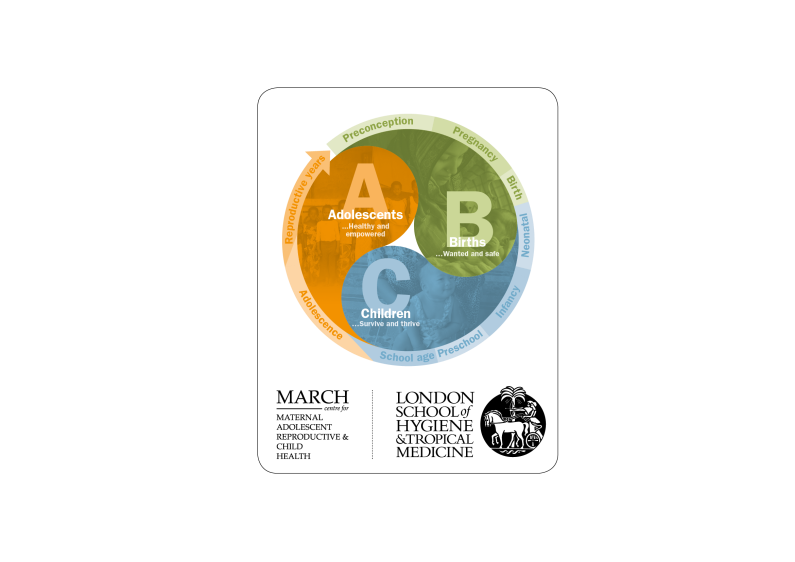 Preconception
Pregnancy
Birth
Neonatal
Infancy
Preschool
School age
Adolescence
Reproductive years
A
Adolescents
...Healthy and
empowered
B
Births
...Wanted and safe
C
Children
...Survive and thrive
MARCH
centre for
MATERNAL
ADOLESCENT
REPRODUCTIVE &
CHILD
HEALTH
LONDON
SCHOOL of
HYGIENE
& TROPICAL
MEDICINE